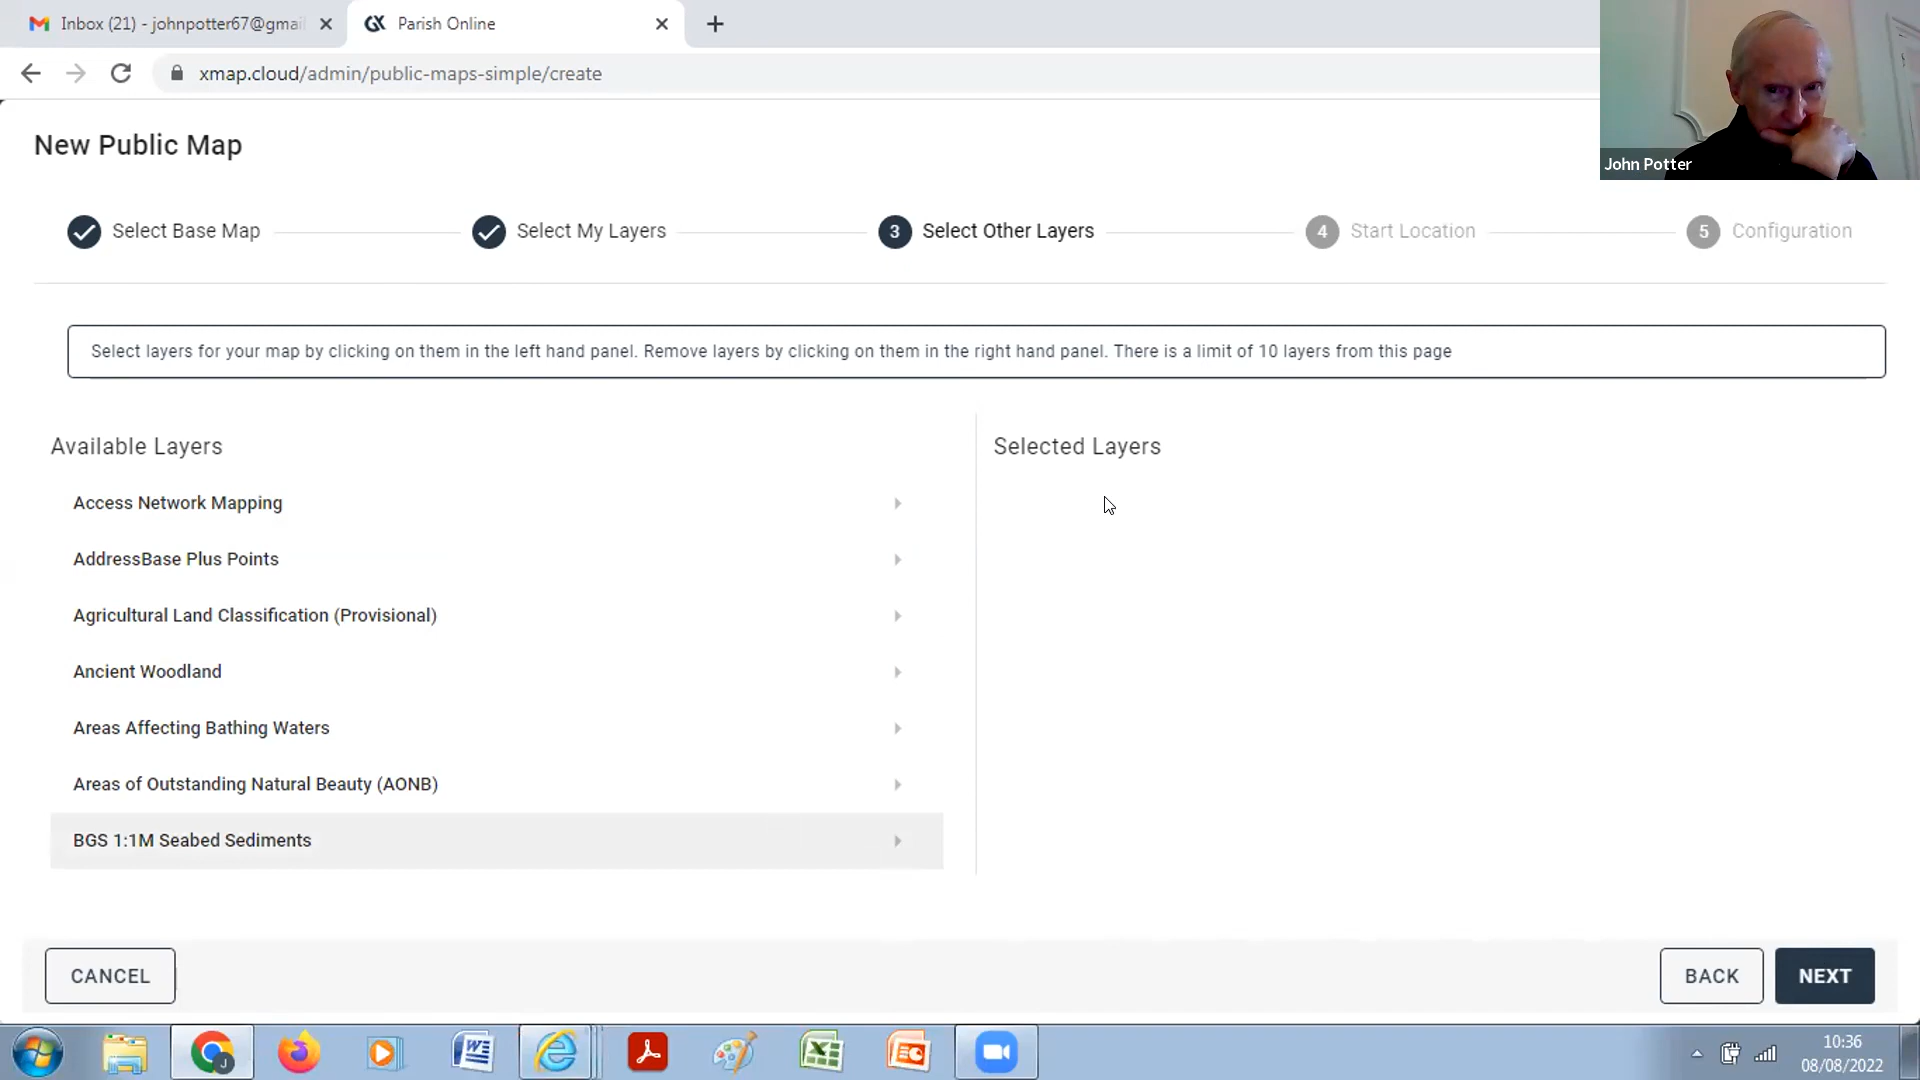 Inbox (21) - johnpotter67@gmai
Parish Online
xmap.cloud/admin/public-maps-simple/create
John Potter
New Public Map
Select Base Map
Select My Layers
3 Select Other Layers
4 Start Location
5 Configuration
Select layers for your map by clicking on them in the left hand panel. Remove layers by clicking on them in the right hand panel. There is a limit of 10 layers from this page
Available Layers
Selected Layers
Access Network Mapping
AddressBase Plus Points
Agricultural Land Classification (Provisional)
Ancient Woodland
Areas Affecting Bathing Waters
Areas of Outstanding Natural Beauty (AONB)
BGS 1:1M Seabed Sediments
CANCEL
BACK
NEXT
J
10:36
08/08/2022